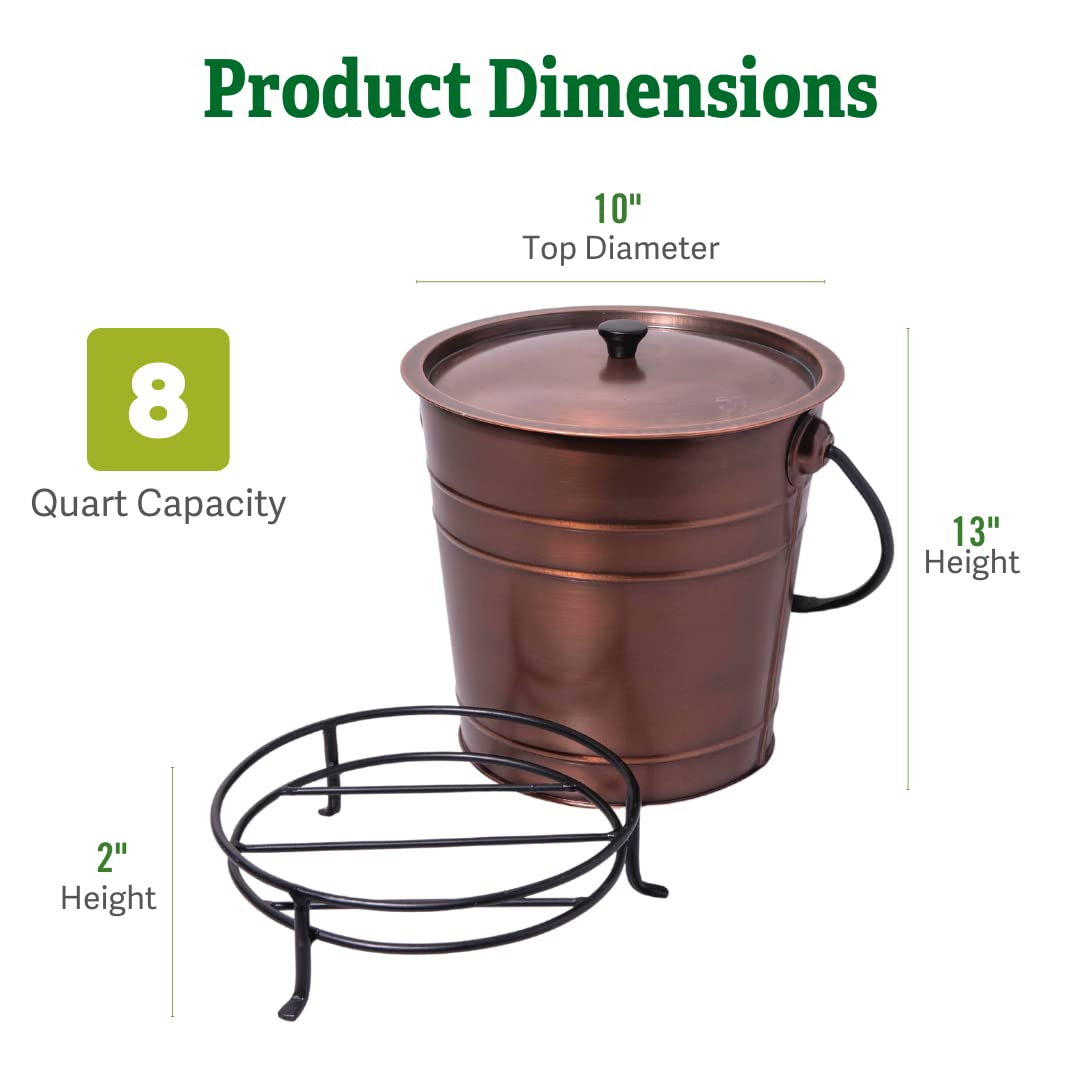 Product Dimensions
10"
Top Diameter
8
Quart Capacity
13"
Height
2"
Height